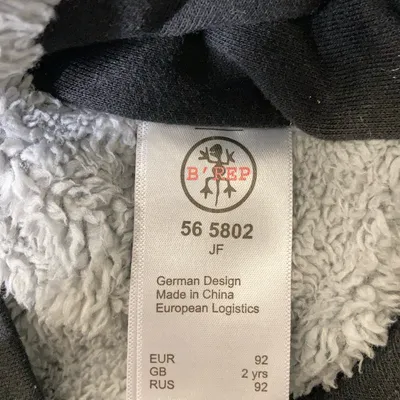 B'REP
56 5802
JF
German Design
Made in China
European Logistics
EUR 92
GB 2 yrs
RUS 92